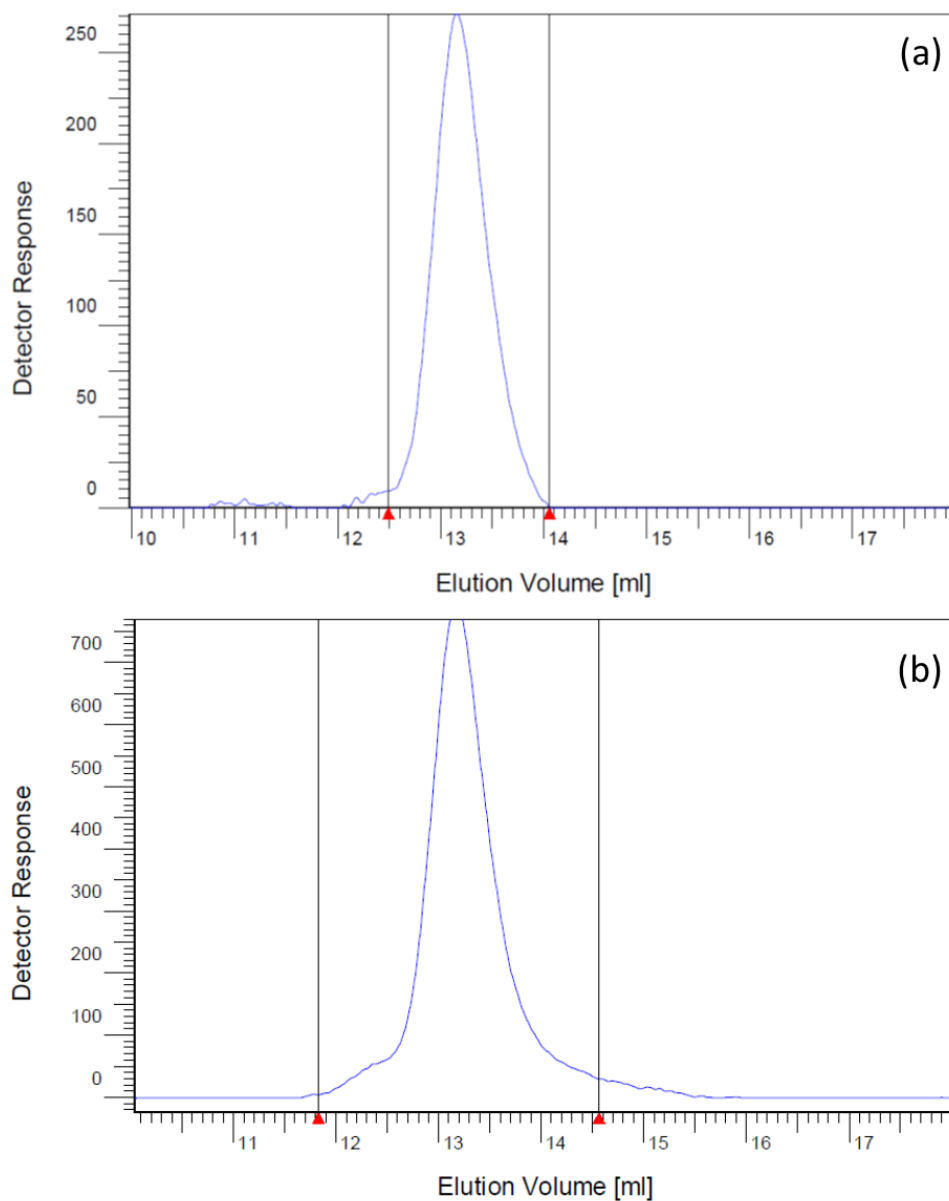 (a)
250
200
150
100
50
0
Detector Response
10 11 12 13 14 15 16 17
Elution Volume [ml]
(b)
700
600
500
400
300
200
100
0
Detector Response
11 12 13 14 15 16 17
Elution Volume [ml]